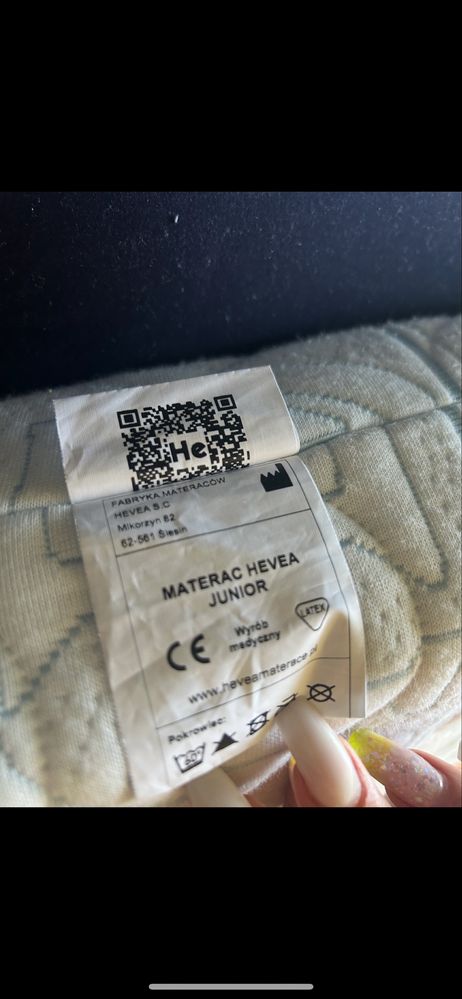 He
FABRYKA MATERACÓW
HEVEA S.C
Mikorzyn 62
62-561 Ślesin
MATERAC HEVEA
JUNIOR
LATEX
CE
Wyrób
medyczny
www.heveamaterace.pl
Pokrowiec:
60°